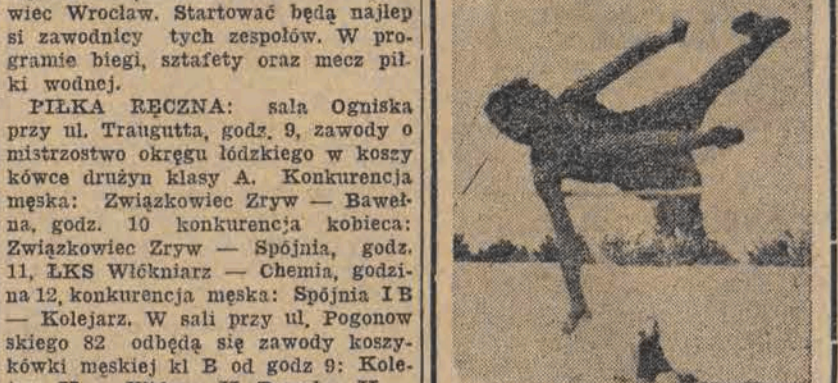 wiec Wrocław. Startować będą najlep
si zawodnicy tych zespołów. W pro-
gramie biegi, sztafety oraz mecz pił-
ki wodnej.
PIŁKA RĘCZNA: sala Ogniska
przy ul. Traugutta, godz. 9, zawody o
mistrzostwo okręgu łódzkiego w koszy
kówce drużyn klasy A. Konkurencja
męska: Związkowiec Zryw — Baweł-
na, godz. 10 konkurencja kobieca:
Związkowiec Zryw — Spójnia, godz.
11, ŁKS Włókniarz — Chemia, godzi-
na 12, konkurencja męska: Spójnia I B
— Kolejarz. W sali przy ul. Pogonow
skiego 82 odbędą się zawody koszy-
kówki męskiej kl B od godz 9: Kole-